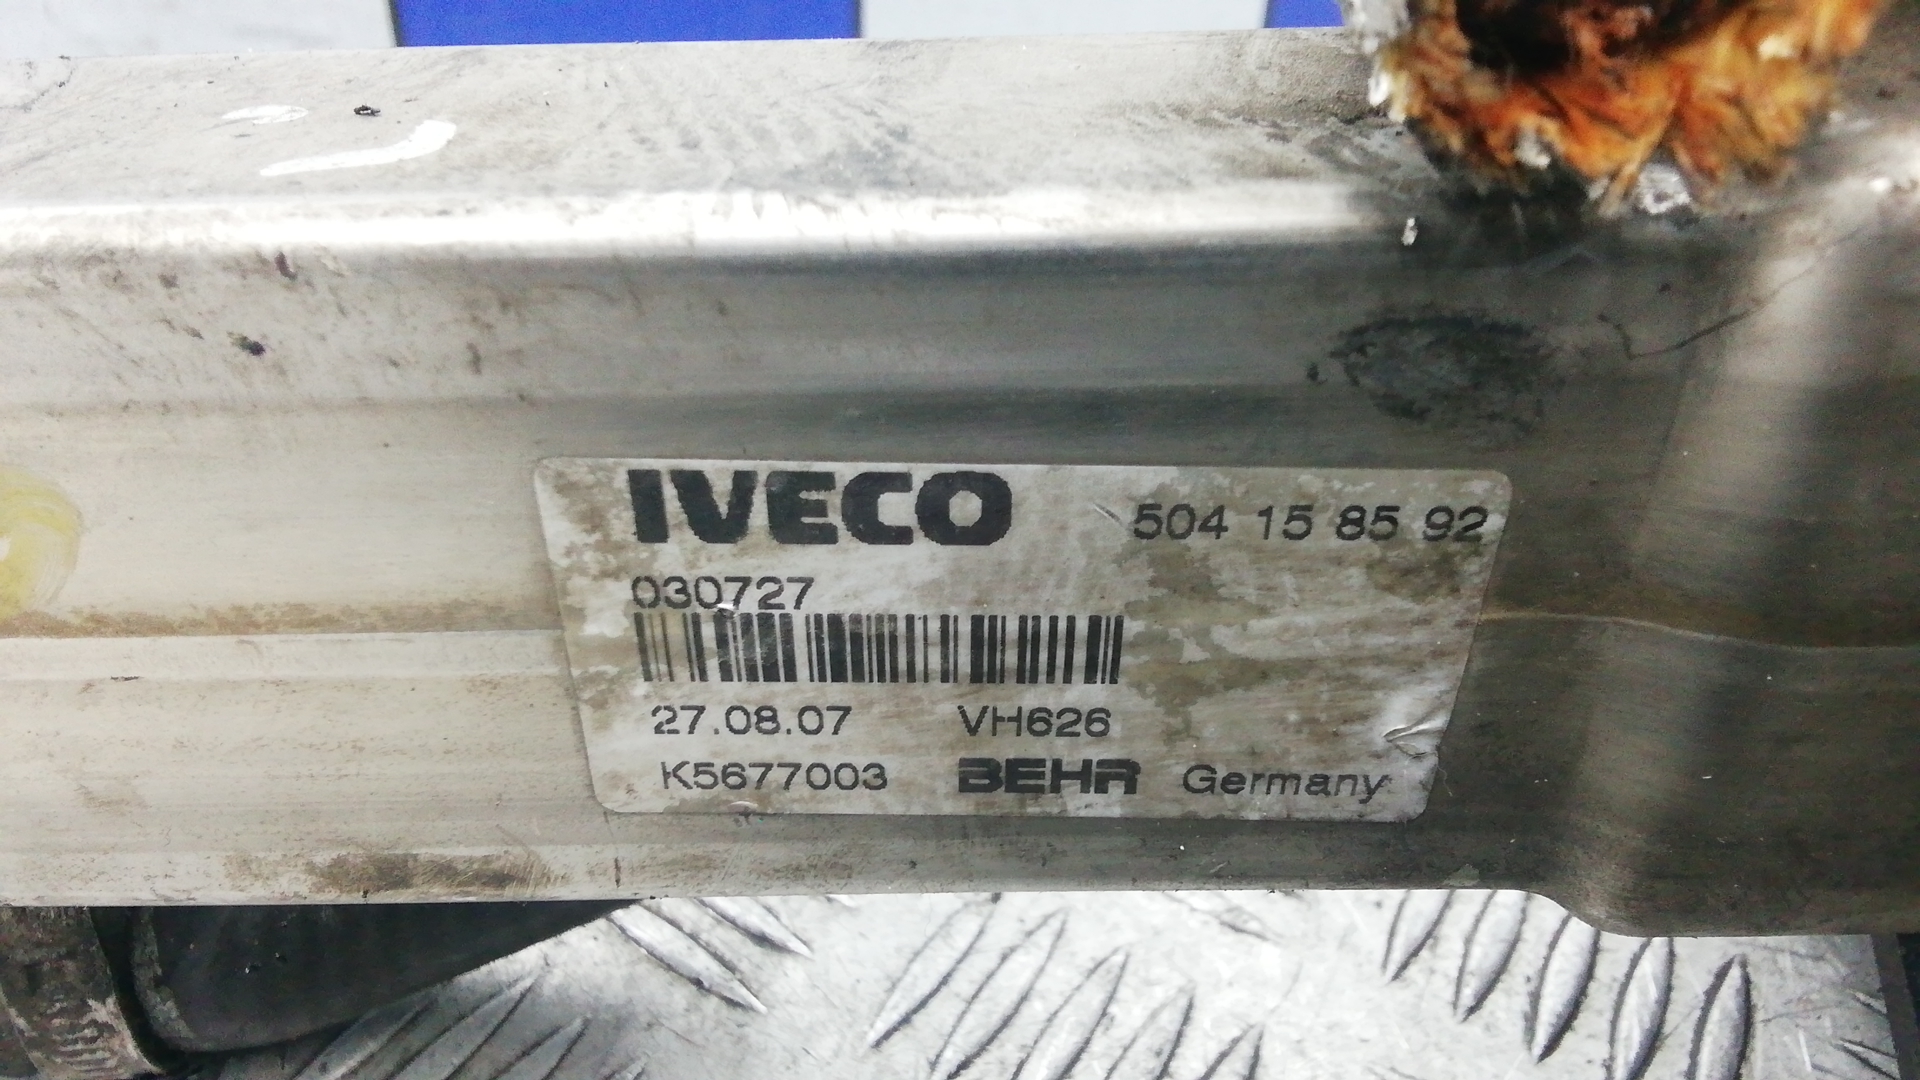 IVECO 504 15 85 92
030727
27.08.07 VH626
K5677003 BEHR Germany